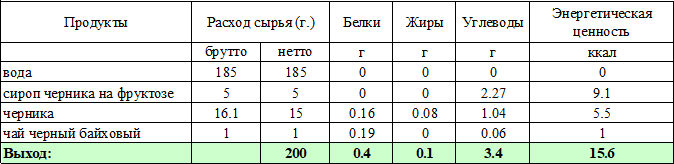 Продукты Расход сырья (г.) Белки Жиры Углеводы Энергетическая ценность
брутто нетто г г г ккал
вода 185 185 0 0 0 0
сироп черника на фруктозе 5 5 0 0 2.27 9.1
черника 16.1 15 0.16 0.08 1.04 5.5
чай черный байховый 1 1 0.19 0 0.06 1
Выход: 200 0.4 0.1 3.4 15.6